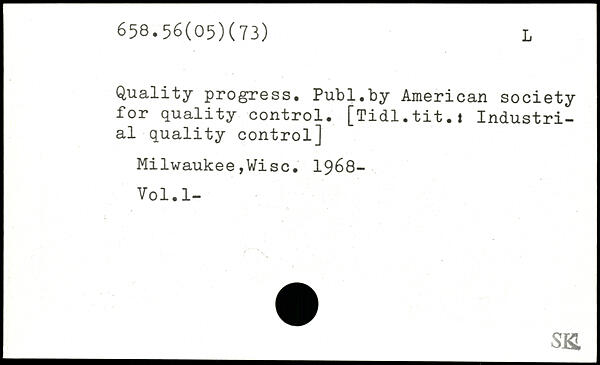 658.56(05)(73) L
Quality progress. Publ.by American society
for quality control. [Tidl.tit.: Industri-
al quality control]
Milwaukee,Wisc. 1968-
Vol.1-